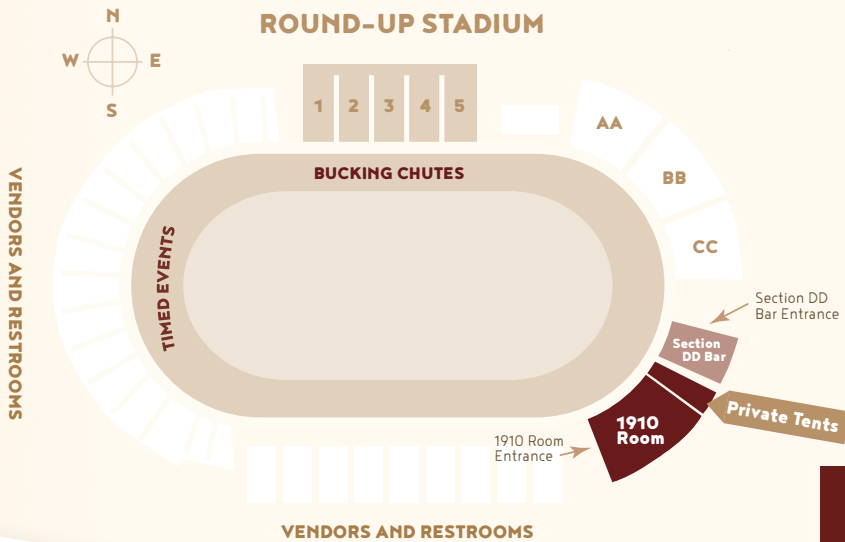 ROUND-UP STADIUM
N
W
E
S
1
2
3
4
5
AA
BUCKING CHUTES
BB
VENDORS AND RESTROOMS
TIMED EVENTS
CC
Section DD
Bar Entrance
Section
DD Bar
Private Tents
1910
Room
1910 Room
Entrance
VENDORS AND RESTROOMS